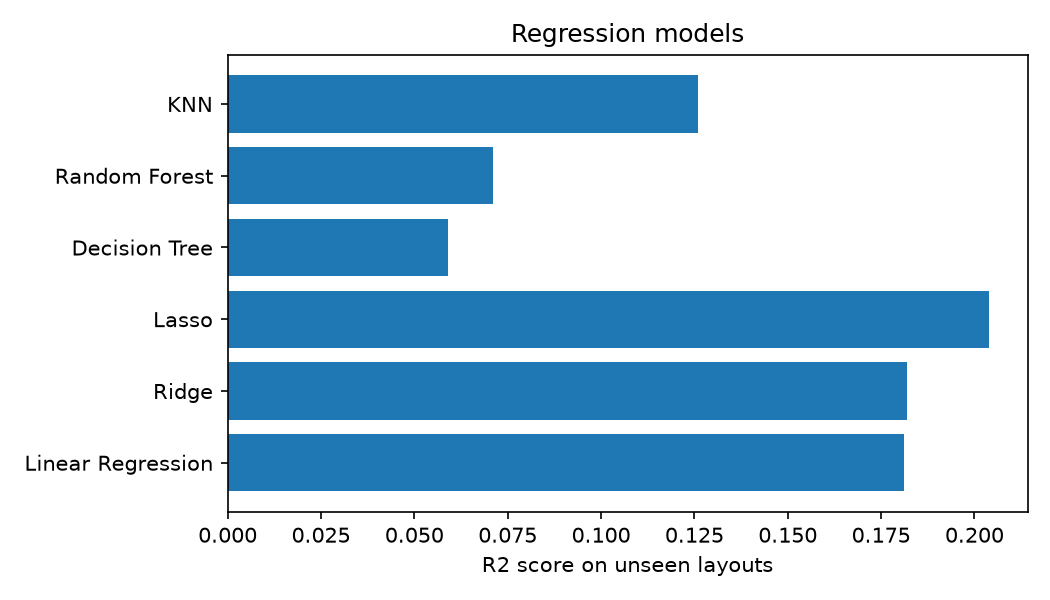 Regression models
KNN
Random Forest
Decision Tree
Lasso
Ridge
Linear Regression
0.000 0.025 0.050 0.075 0.100 0.125 0.150 0.175 0.200
R2 score on unseen layouts